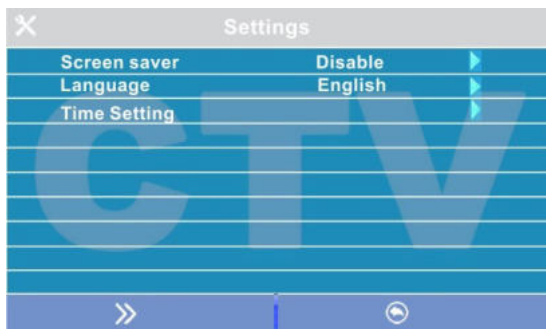 Settings
Screen saver Disable
Language English
Time Setting
CTV